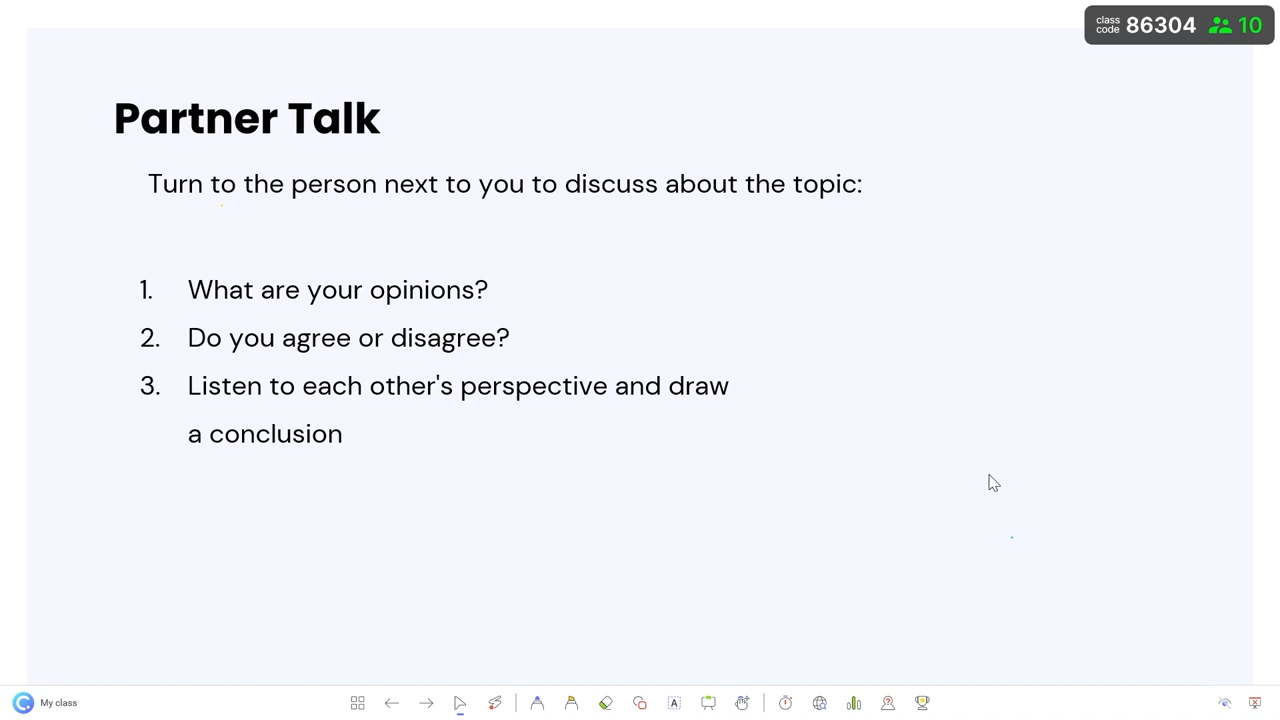 class code 86304 10
Partner Talk
Turn to the person next to you to discuss about the topic:
1. What are your opinions?
2. Do you agree or disagree?
3. Listen to each other's perspective and draw
a conclusion
My class
A